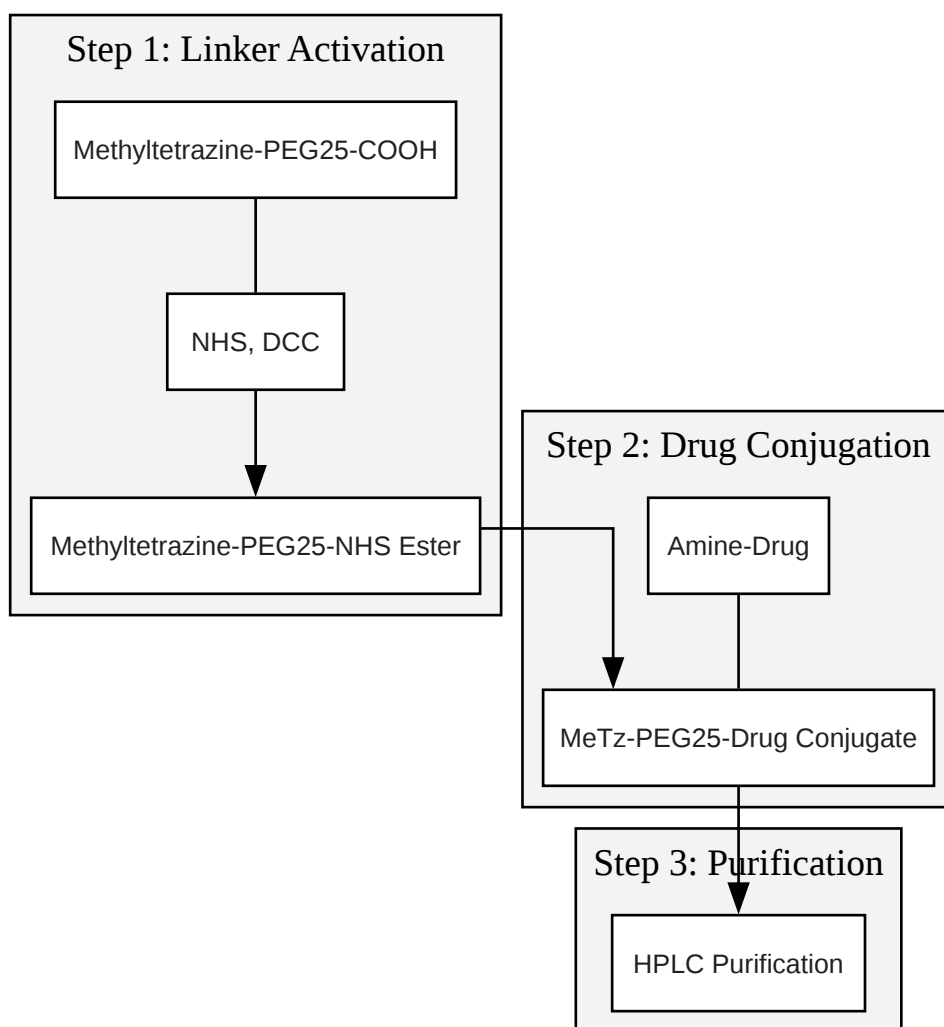 Step 1: Linker Activation
Methyltetrazine-PEG25-COOH
NHS, DCC
Methyltetrazine-PEG25-NHS Ester
Step 2: Drug Conjugation
Amine-Drug
MeTz-PEG25-Drug Conjugate
Step 3: Purification
HPLC Purification